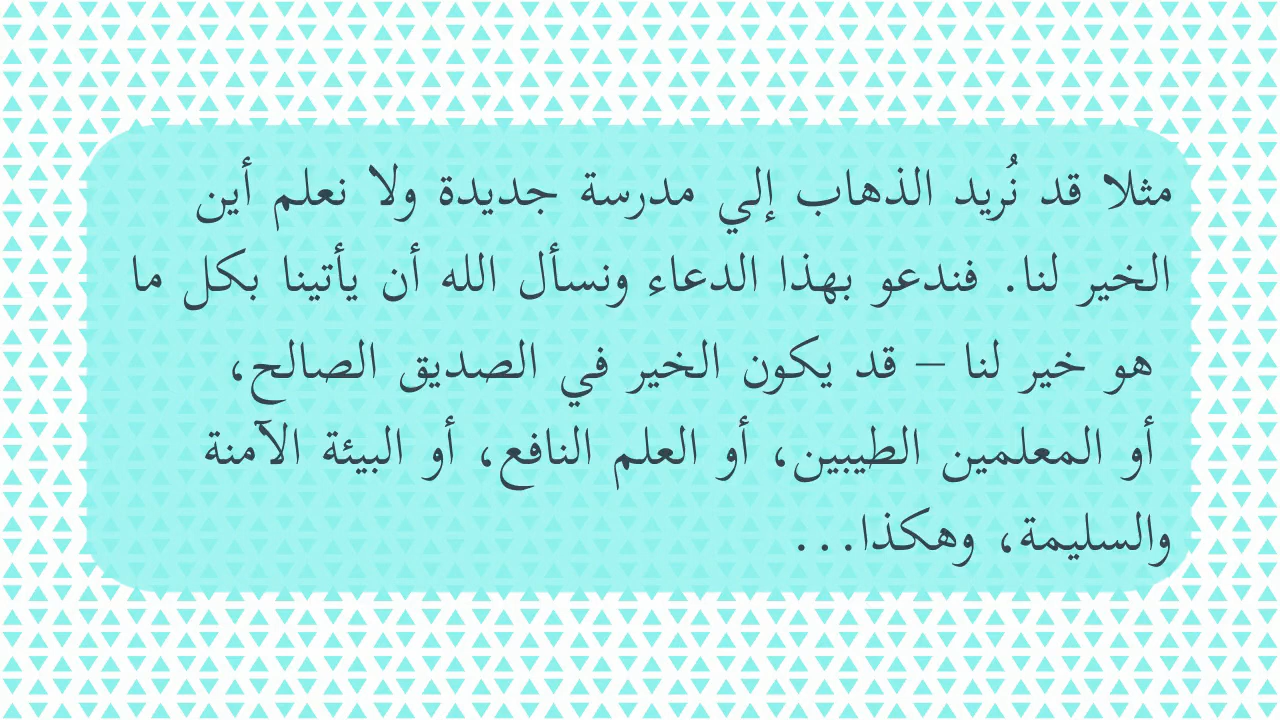 مثلا قد نُريد الذهاب إلي مدرسة جديدة ولا نعلم أين
الخير لنا. فندعو بهذا الدعاء ونسأل الله أن يأتينا بكل ما
هو خير لنا – قد يكون الخير في الصديق الصالح،
أو المعلمين الطيبين، أو العلم النافع، أو البيئة الآمنة
والسليمة، وهكذا...